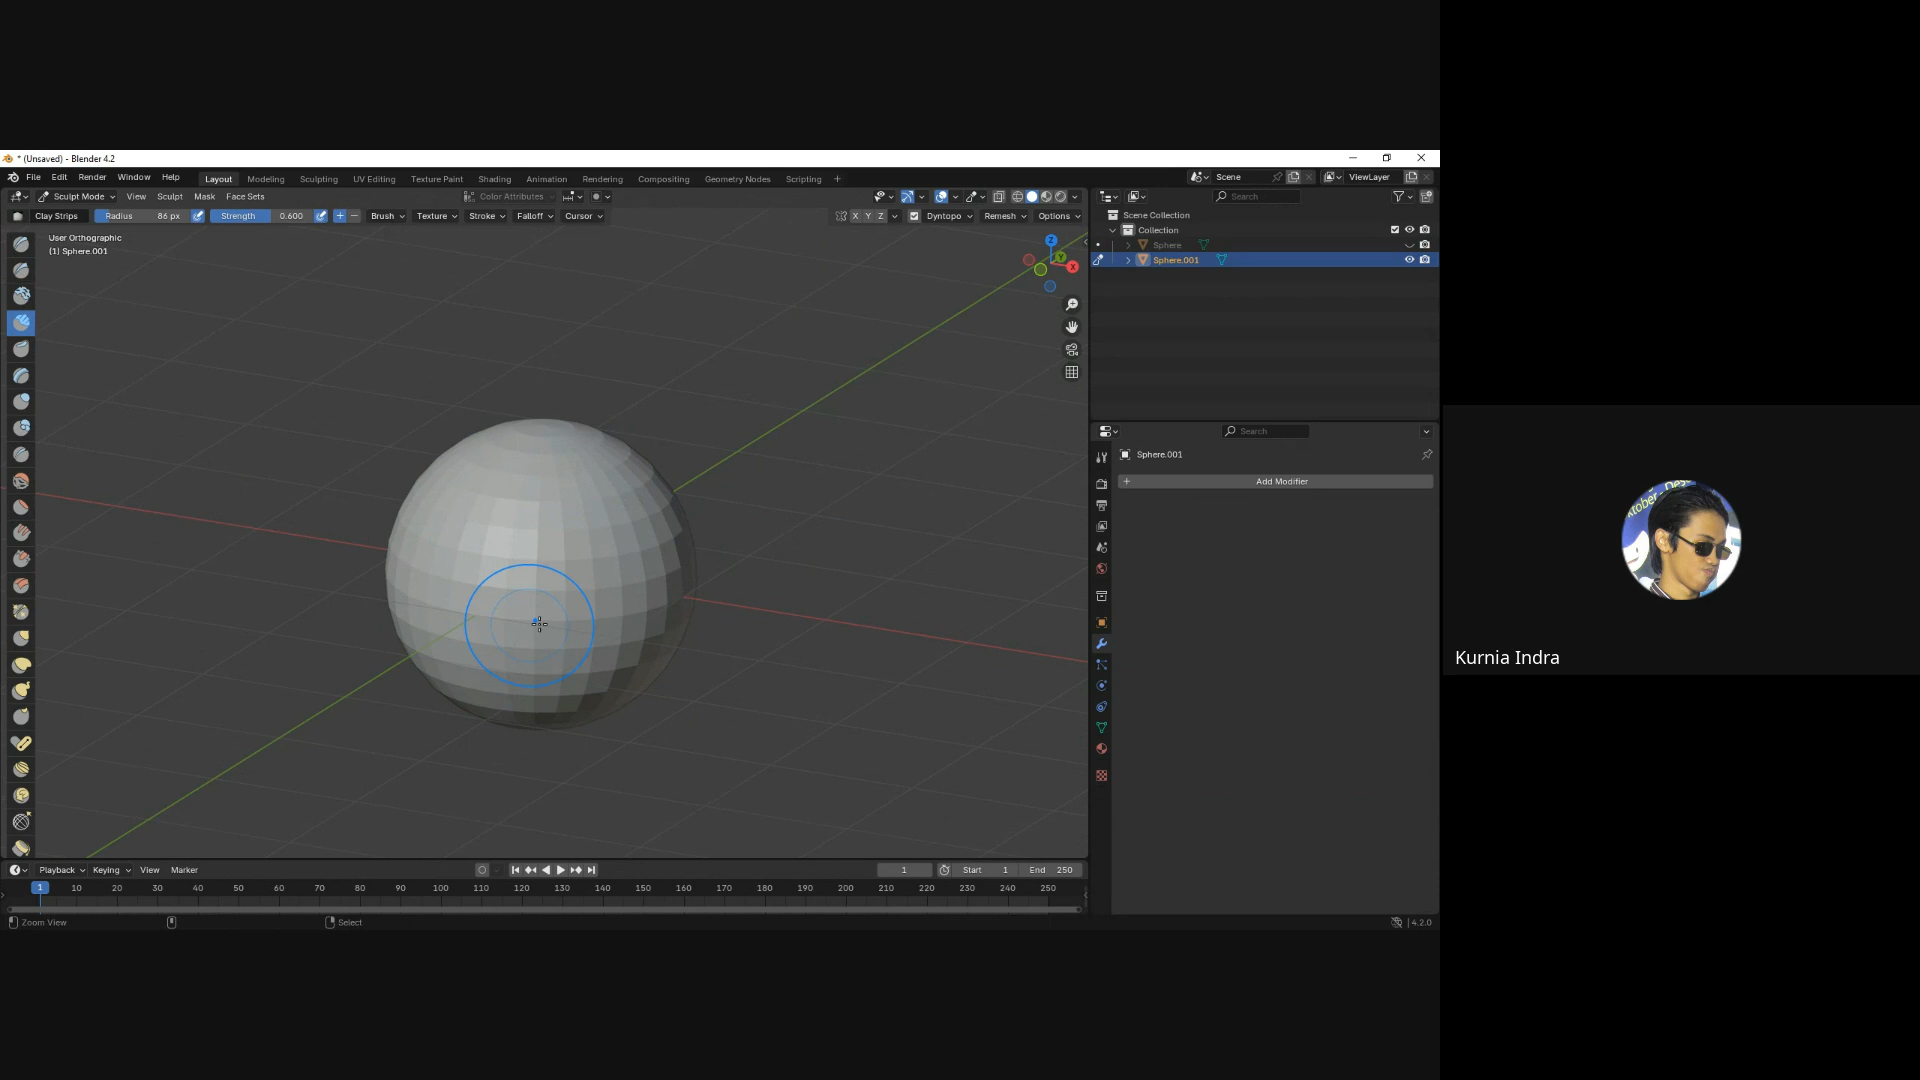 * (Unsaved) - Blender 4.2
File Edit Render Window Help
Layout Modeling Sculpting UV Editing Texture Paint Shading Animation Rendering Compositing Geometry Nodes Scripting +
Scene
ViewLayer
Sculpt Mode View Sculpt Mask Face Sets
Color Attributes
Search
Clay Strips Radius 86 px Strength 0.600 Brush Texture Stroke Falloff Cursor
X Y Z Dyntopo Remesh Options
Scene Collection
Collection
Sphere
Sphere.001
User Orthographic
(1) Sphere.001
Z
Y
X
Search
Sphere.001
+ Add Modifier
Kurnia Indra
Playback Keying View Marker
1 Start 1 End 250
1 10 20 30 40 50 60 70 80 90 100 110 120 130 140 150 160 170 180 190 200 210 220 230 240 250
Zoom View
Select
4.2.0